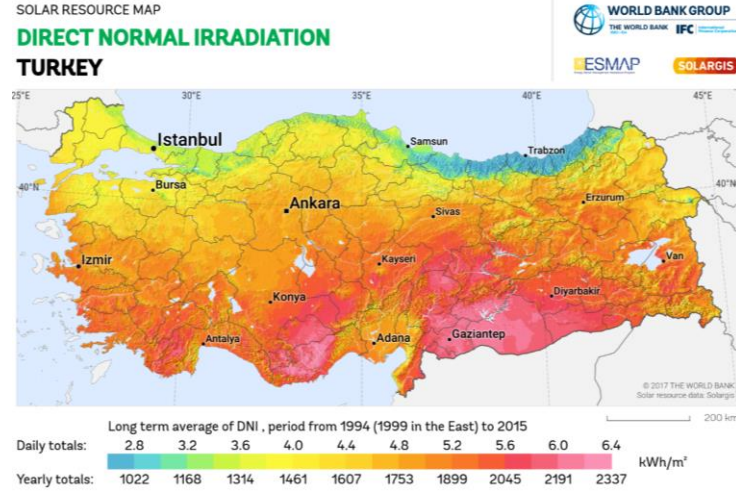 SOLAR RESOURCE MAP
DIRECT NORMAL IRRADIATION
TURKEY
WORLD BANK GROUP
THE WORLD BANK
IFC
ESMAP
SOLARGIS
25°E
30°E
35°E
40°E
45°E
Istanbul
Samsun
Trabzon
40°N
Bursa
40°N
Ankara
Erzurum
Sivas
Izmir
Kayseri
Van
Konya
Diyarbakir
Antalya
Adana
Gaziantep
© 2017 THE WORLD BANK
Solar resource data: Solargis
200 km
Long term average of DNI , period from 1994 (1999 in the East) to 2015
Daily totals: 2.8 3.2 3.6 4.0 4.4 4.8 5.2 5.6 6.0 6.4
kWh/m²
Yearly totals: 1022 1168 1314 1461 1607 1753 1899 2045 2191 2337